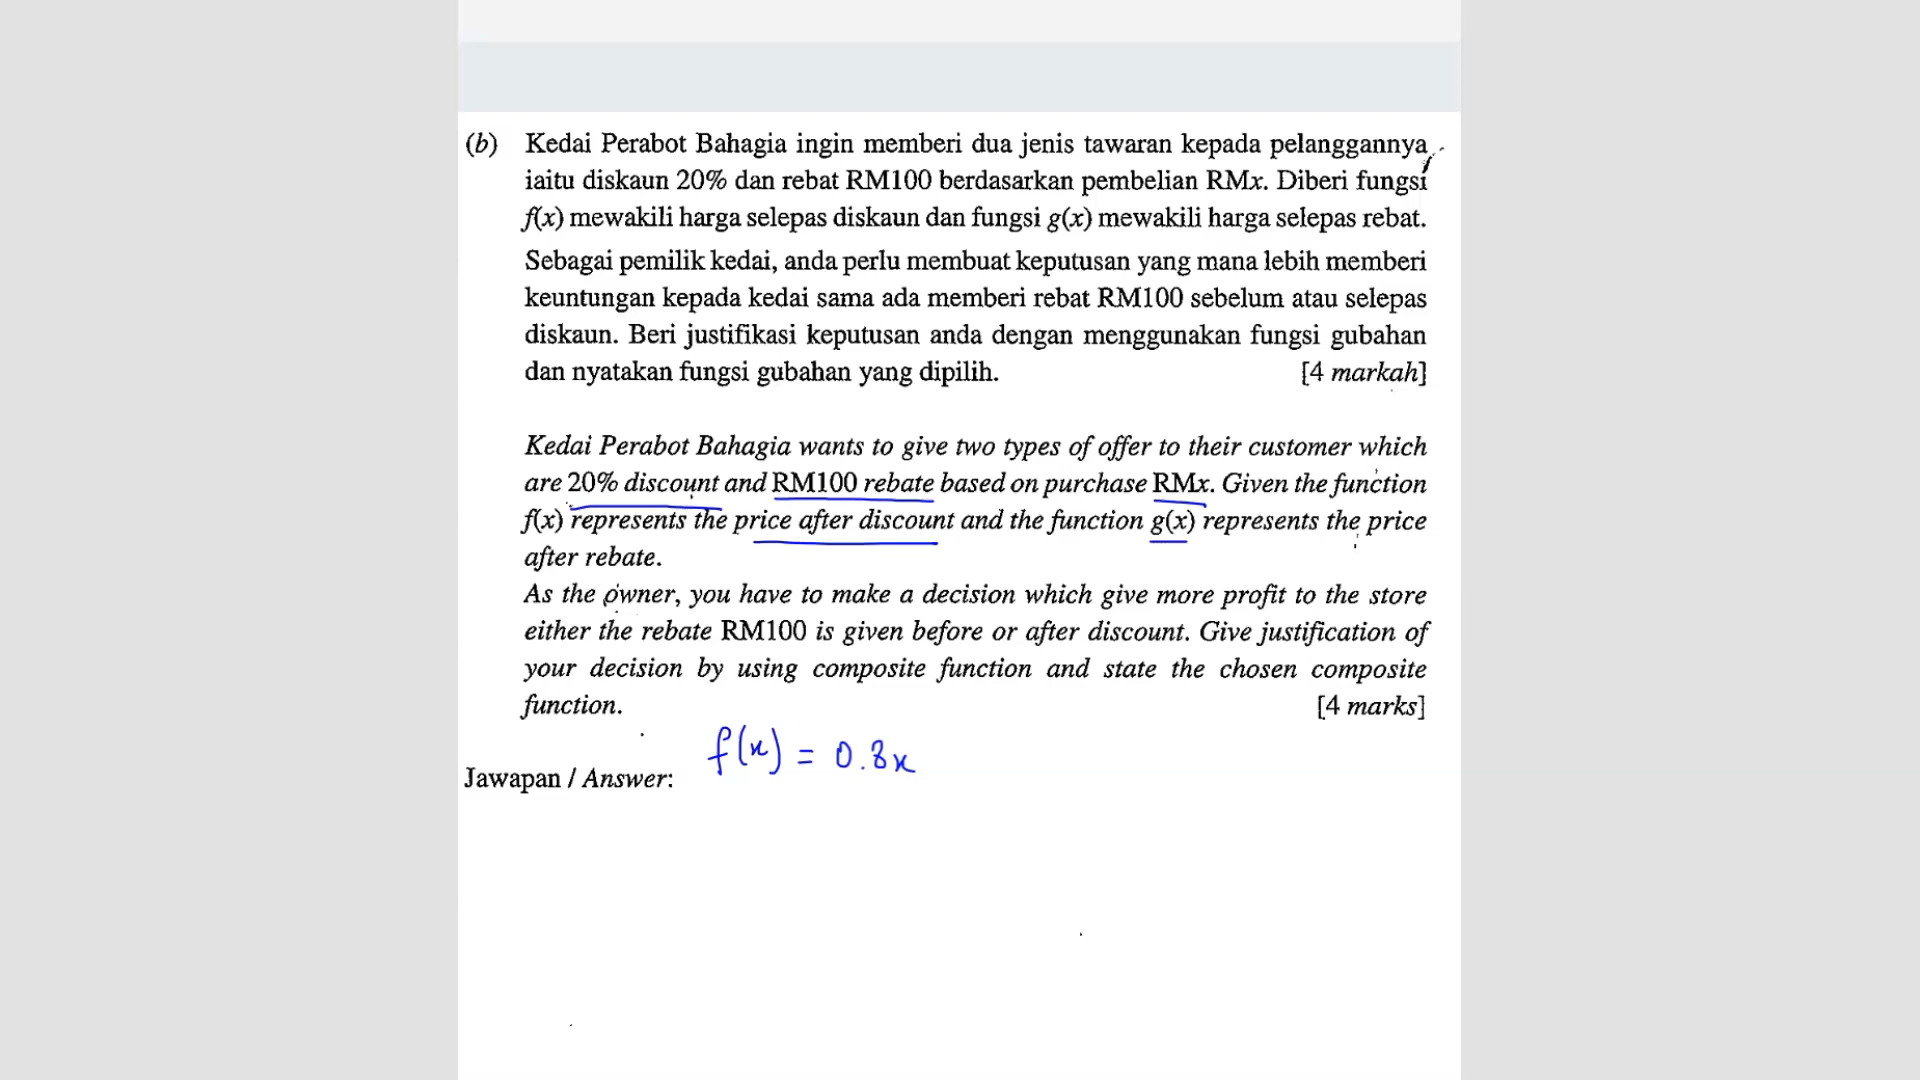 (b) Kedai Perabot Bahagia ingin memberi dua jenis tawaran kepada pelanggannya
iaitu diskaun 20% dan rebat RM100 berdasarkan pembelian RMx. Diberi fungsi
f(x) mewakili harga selepas diskaun dan fungsi g(x) mewakili harga selepas rebat.
Sebagai pemilik kedai, anda perlu membuat keputusan yang mana lebih memberi
keuntungan kepada kedai sama ada memberi rebat RM100 sebelum atau selepas
diskaun. Beri justifikasi keputusan anda dengan menggunakan fungsi gubahan
dan nyatakan fungsi gubahan yang dipilih. [4 markah]
Kedai Perabot Bahagia wants to give two types of offer to their customer which
are 20% discount and RM100 rebate based on purchase RMx. Given the function
f(x) represents the price after discount and the function g(x) represents the price
after rebate.
As the owner, you have to make a decision which give more profit to the store
either the rebate RM100 is given before or after discount. Give justification of
your decision by using composite function and state the chosen composite
function. [4 marks]
f(x) = 0.8x
Jawapan / Answer: